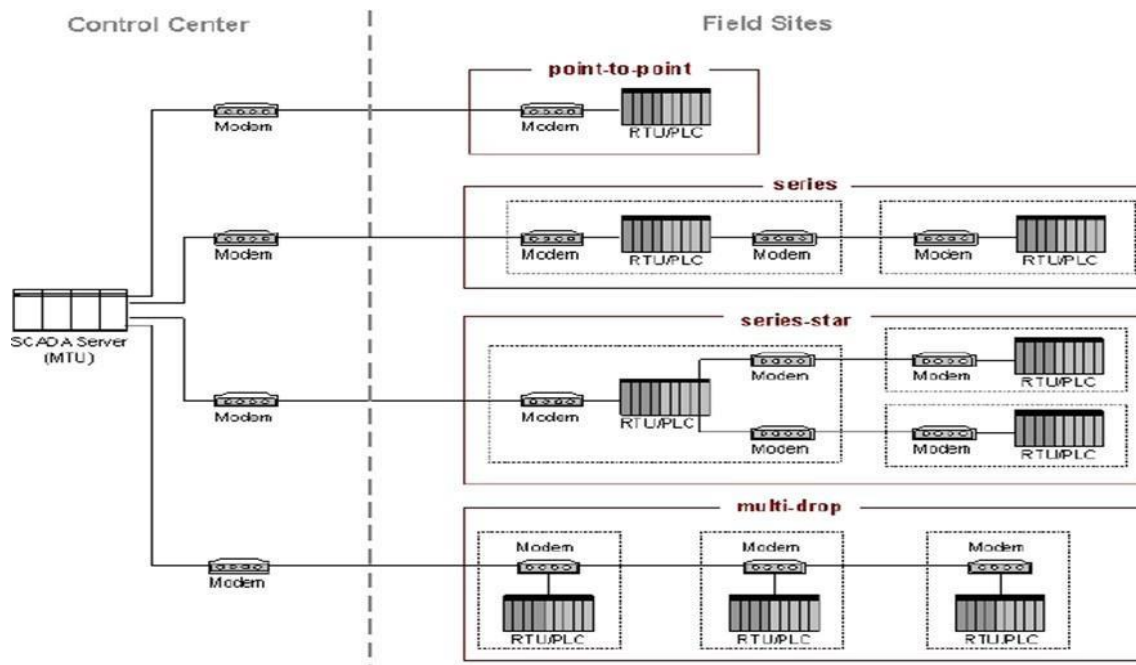 Control Center
Field Sites
point-to-point
Modem
Modem
RTU/PLC
series
Modem
Modem
RTU/PLC
Modem
Modem
RTU/PLC
SCADA Server
(MTU)
series-star
Modem
Modem
RTU/PLC
Modem
Modem
RTU/PLC
Modem
Modem
RTU/PLC
multi-drop
Modem
Modem
RTU/PLC
Modem
RTU/PLC
Modem
RTU/PLC